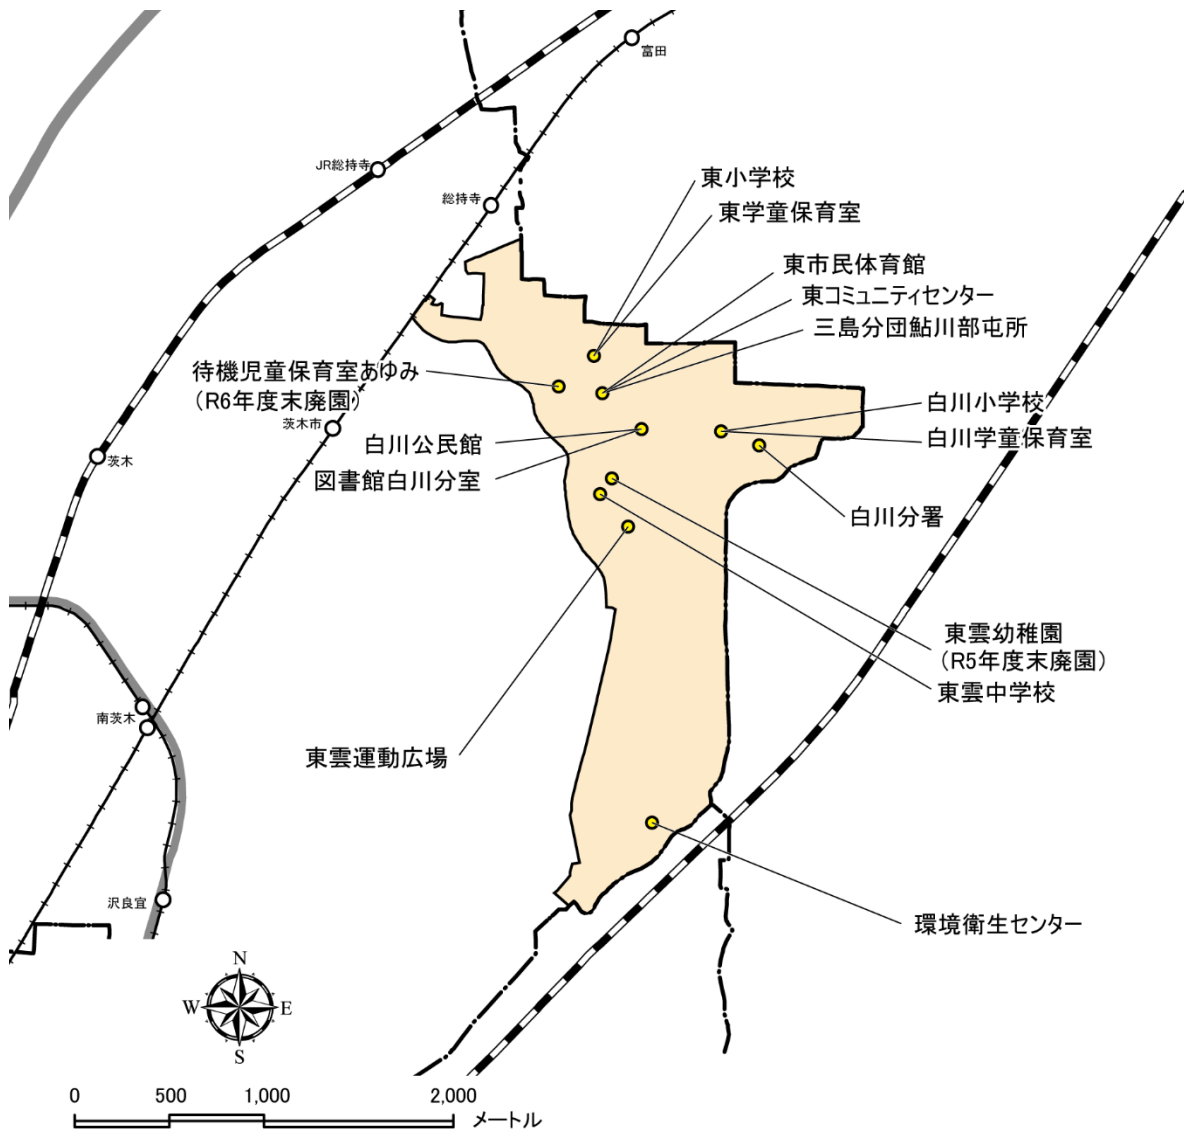 富田
JR総持寺
総持寺
東小学校
東学童保育室
東市民体育館
東コミュニティセンター
三島分団鮎川部屯所
待機児童保育室あゆみ
（R6年度末廃園）
茨木市
白川小学校
白川学童保育室
白川公民館
図書館白川分室
茨木
白川分署
東雲幼稚園
（R5年度末廃園）
東雲中学校
南茨木
東雲運動広場
沢良宜
環境衛生センター
N
W E
S
0 500 1,000 2,000
メートル